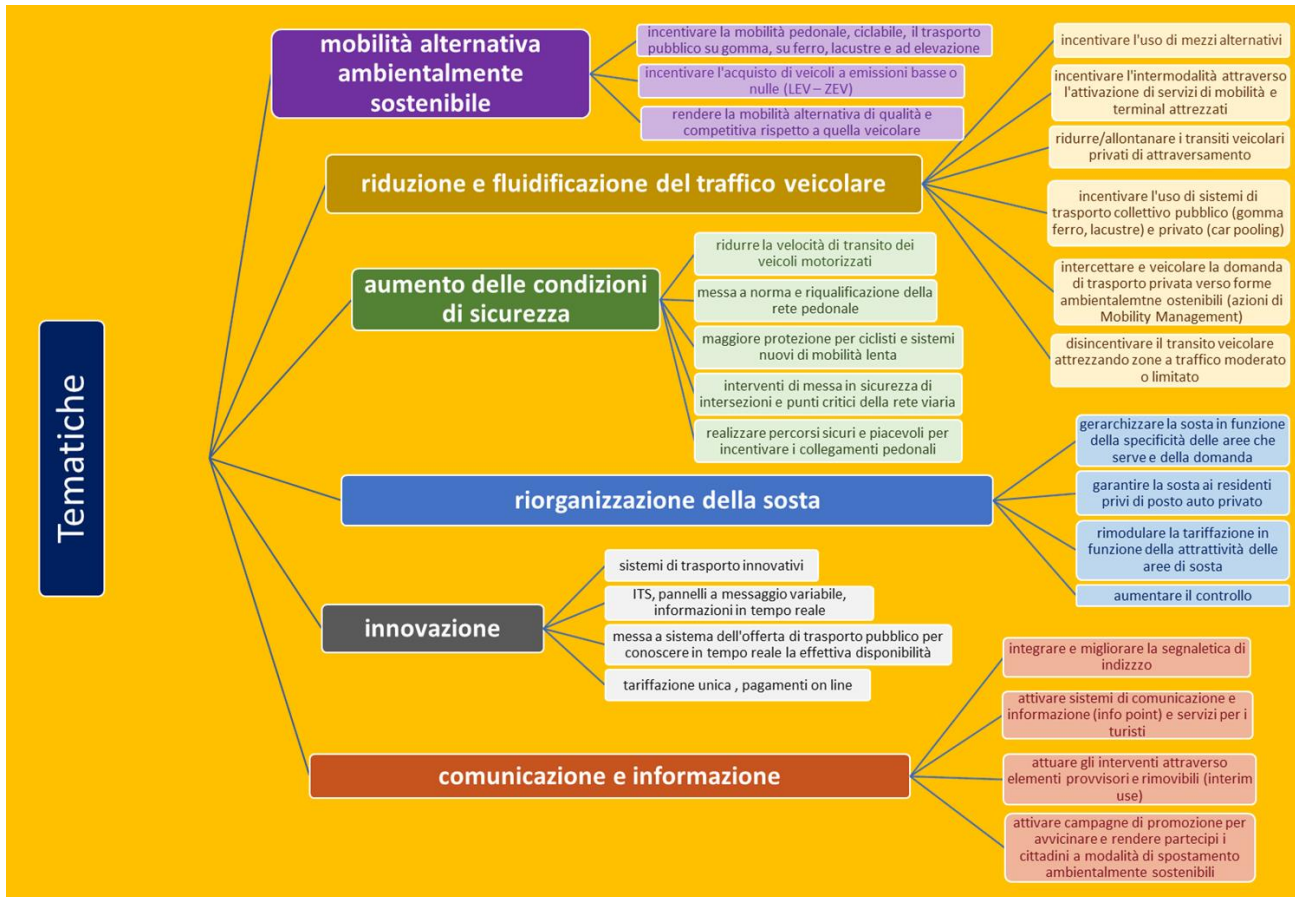 Tematiche
mobilità alternativa
ambientalmente
sostenibile
incentivare la mobilità pedonale, ciclabile, il trasporto
pubblico su gomma, su ferro, lacustre e ad elevazione
incentivare l'acquisto di veicoli a emissioni basse o
nulle (LEV – ZEV)
rendere la mobilità alternativa di qualità e
competitiva rispetto a quella veicolare
riduzione e fluidificazione del traffico veicolare
incentivare l'uso di mezzi alternativi
incentivare l'intermodalità attraverso
l'attivazione di servizi di mobilità e
terminal attrezzati
ridurre/allontanare i transiti veicolari
privati di attraversamento
incentivare l'uso di sistemi di
trasporto collettivo pubblico (gomma
ferro, lacustre) e privato (car pooling)
intercettare e veicolare la domanda
di trasporto privata verso forme
ambientalemtne ostenibili (azioni di
Mobility Management)
disincentivare il transito veicolare
attrezzando zone a traffico moderato
o limitato
aumento delle condizioni
di sicurezza
ridurre la velocità di transito dei
veicoli motorizzati
messa a norma e riqualificazione della
rete pedonale
maggiore protezione per ciclisti e sistemi
nuovi di mobilità lenta
interventi di messa in sicurezza di
intersezioni e punti critici della rete viaria
realizzare percorsi sicuri e piacevoli per
incentivare i collegamenti pedonali
riorganizzazione della sosta
gerarchizzare la sosta in funzione
della specificità delle aree che
serve e della domanda
garantire la sosta ai residenti
privi di posto auto privato
rimodulare la tariffazione in
funzione della attrattività delle
aree di sosta
aumentare il controllo
innovazione
sistemi di trasporto innovativi
ITS, pannelli a messaggio variabile,
informazioni in tempo reale
messa a sistema dell'offerta di trasporto pubblico per
conoscere in tempo reale la effettiva disponibilità
tariffazione unica , pagamenti on line
comunicazione e informazione
integrare e migliorare la segnaletica di
indizzo
attivare sistemi di comunicazione e
informazione (info point) e servizi per i
turisti
attuare gli interventi attraverso
elementi provvisori e rimovibili (interim
use)
attivare campagne di promozione per
avvicinare e rendere partecipi i
cittadini a modalità di spostamento
ambientalmente sostenibili